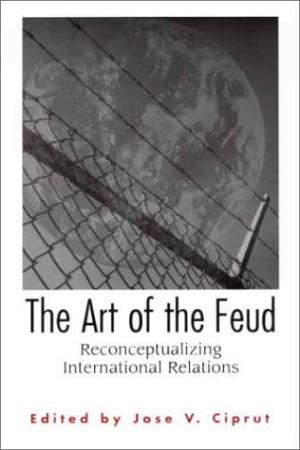 The Art of the Feud
Reconceptualizing
International Relations
Edited by Jose V. Ciprut